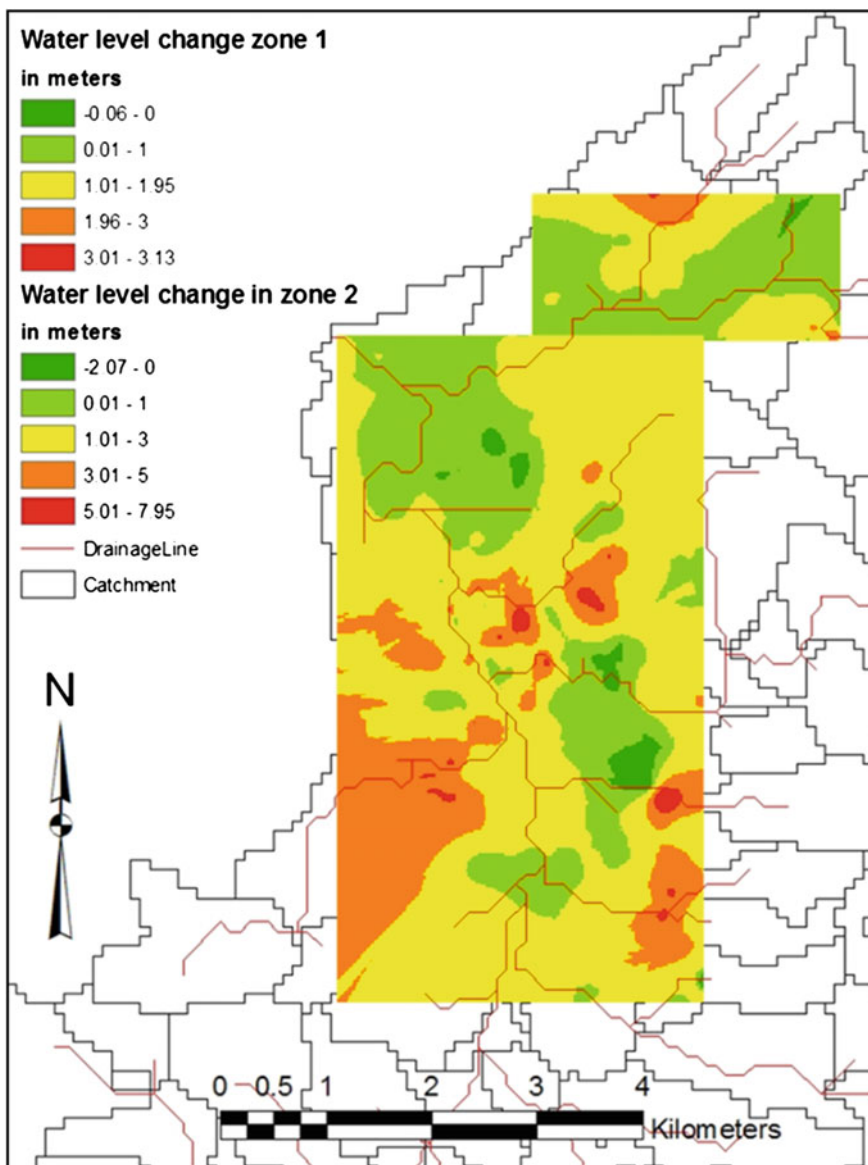 Water level change zone 1
in meters
-0.06 - 0
0.01 - 1
1.01 - 1.95
1.96 - 3
3.01 - 3.13
Water level change in zone 2
in meters
-2.07 - 0
0.01 - 1
1.01 - 3
3.01 - 5
5.01 - 7.95
DrainageLine
Catchment
N
0 0.5 1 2 3 4
Kilometers